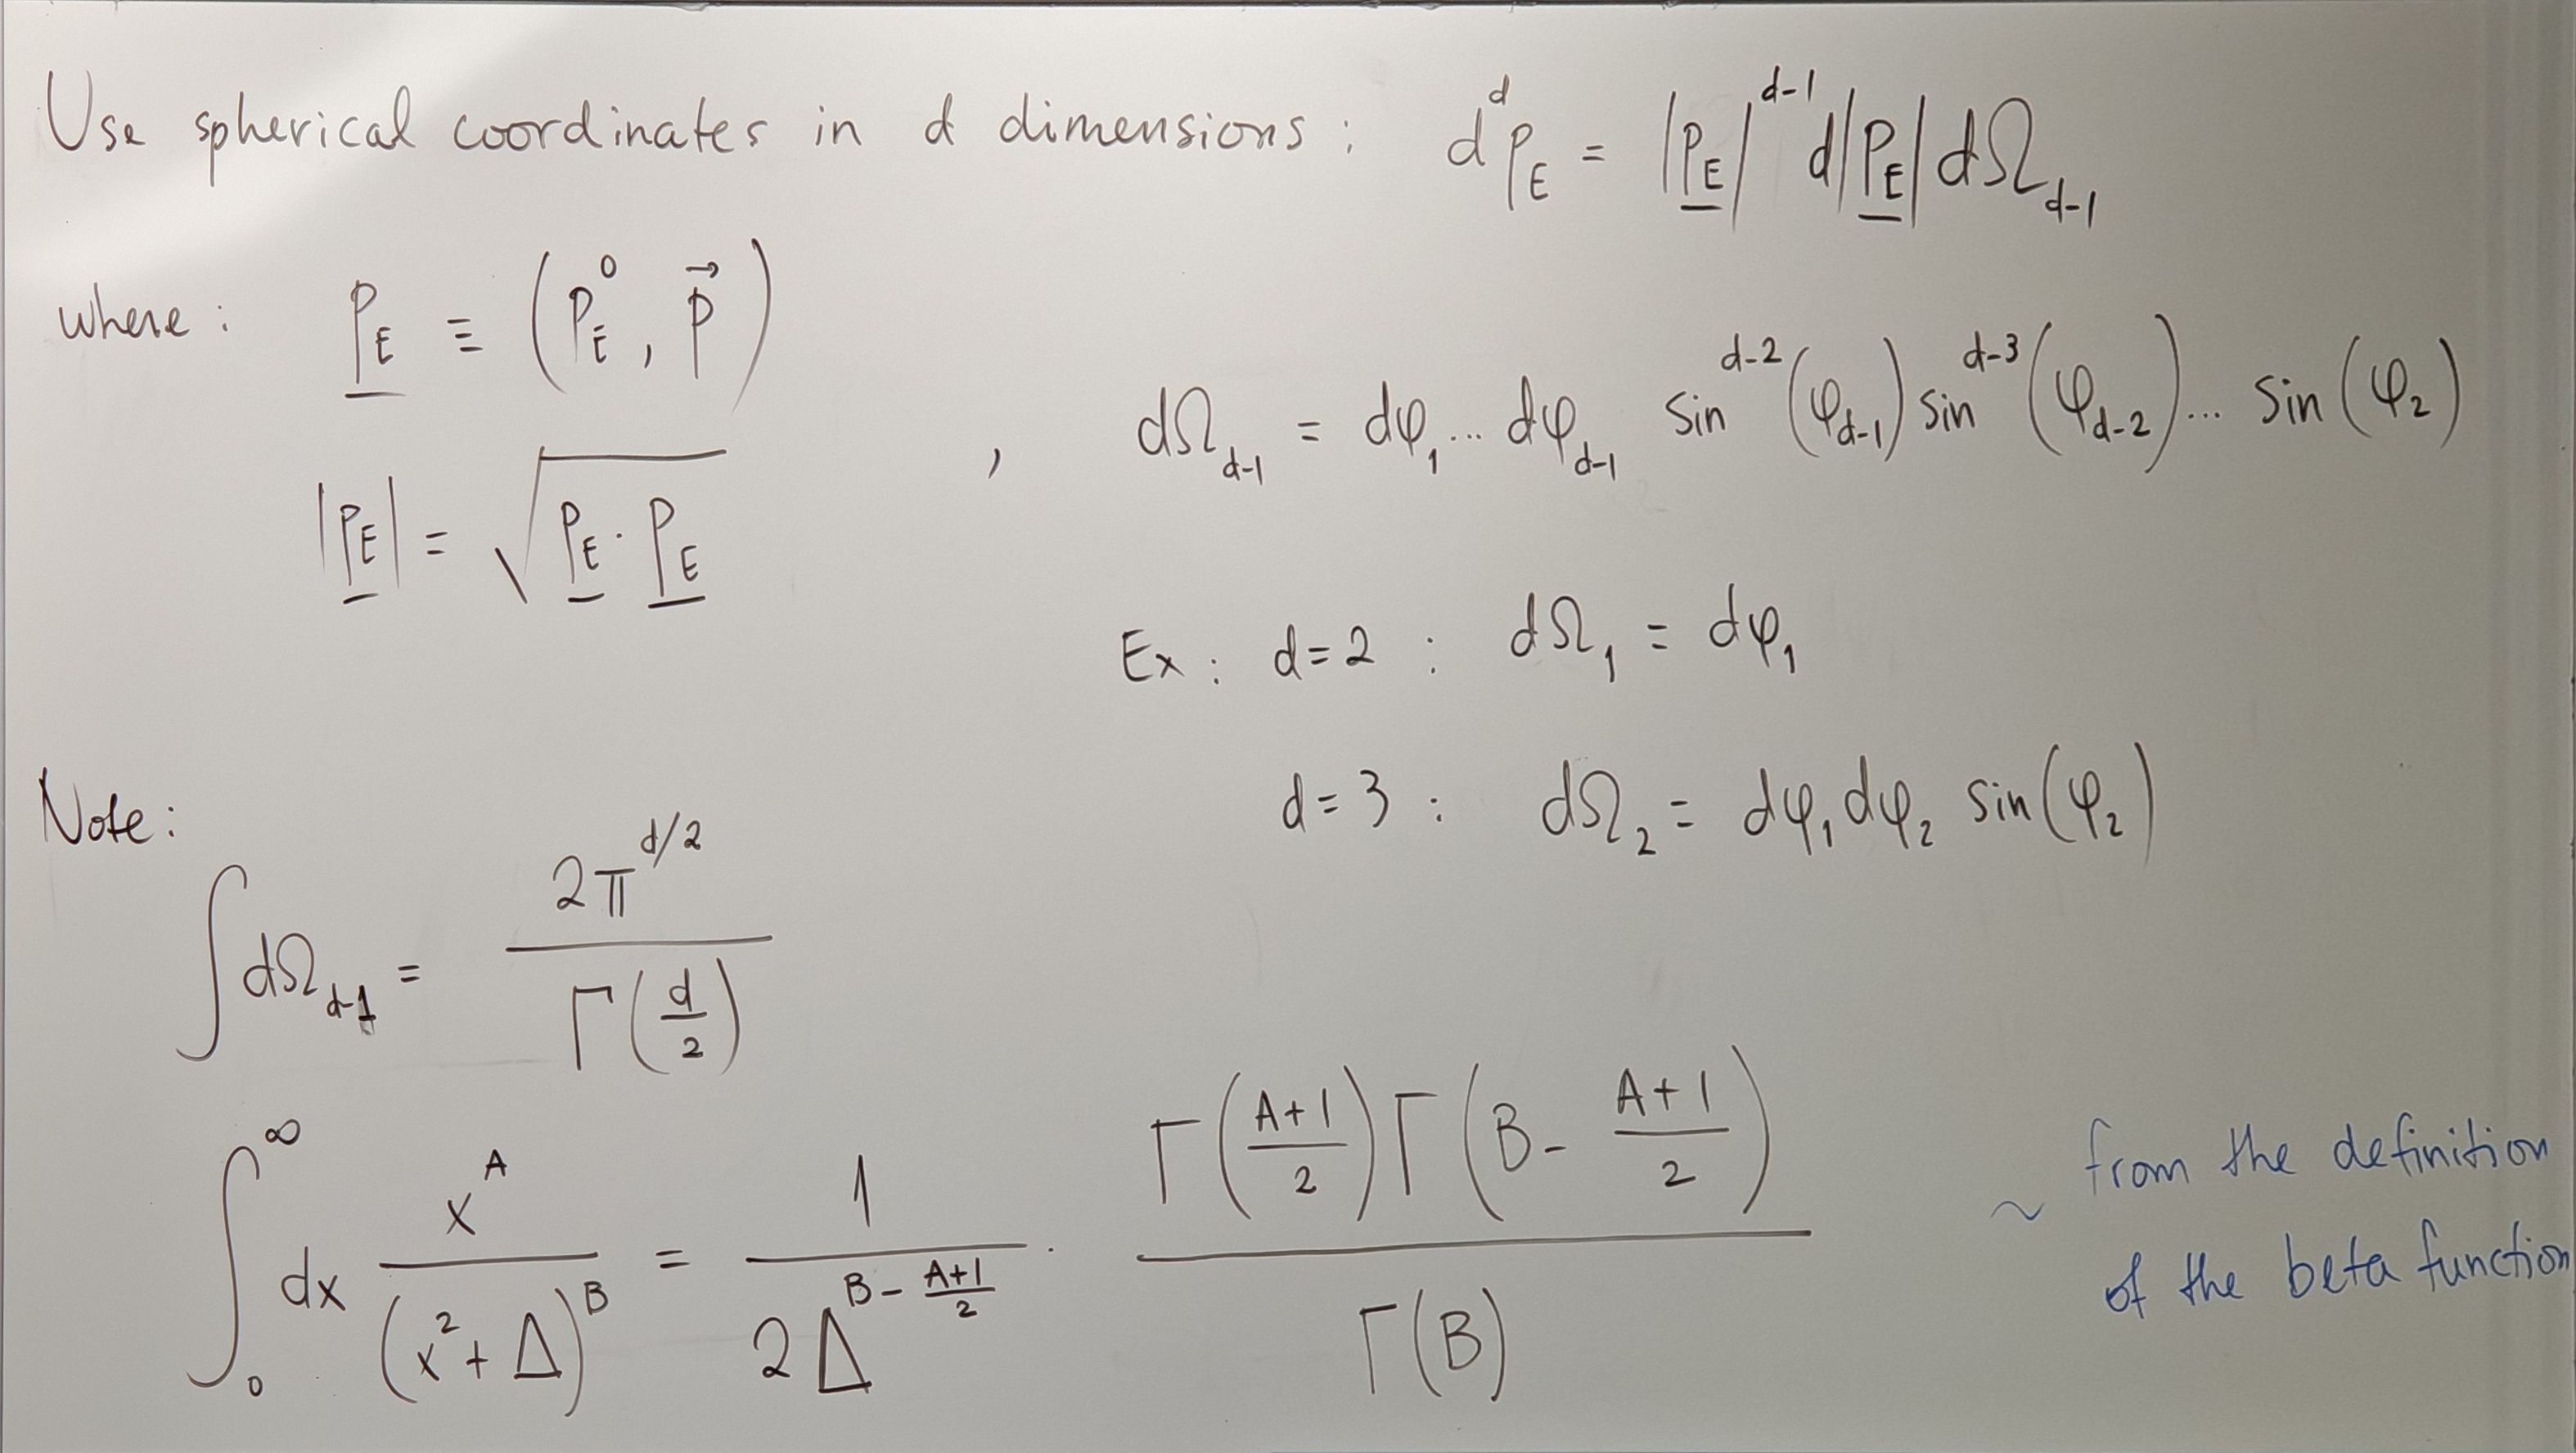 Use spherical coordinates in d dimensions : d^d p_E = |p_E|^{d-1} d|p_E| dΩ_{d-1}
where : p_E ≡ (p_E^0, p⃗)
|p_E| = √(p_E · p_E) , dΩ_{d-1} = dφ_1 ... dφ_{d-1} sin^{d-2}(φ_{d-1}) sin^{d-3}(φ_{d-2}) ... sin(φ_2)
Ex : d=2 : dΩ_1 = dφ_1
d=3 : dΩ_2 = dφ_1 dφ_2 sin(φ_2)
Note :
∫ dΩ_{d-1} = 2π^{d/2} / Γ(d/2)
∫_0^∞ dx x^A / (x^2 + Δ)^B = 1 / (2Δ^{B - (A+1)/2}) · Γ((A+1)/2) Γ(B - (A+1)/2) / Γ(B)
~ from the definition
of the beta function